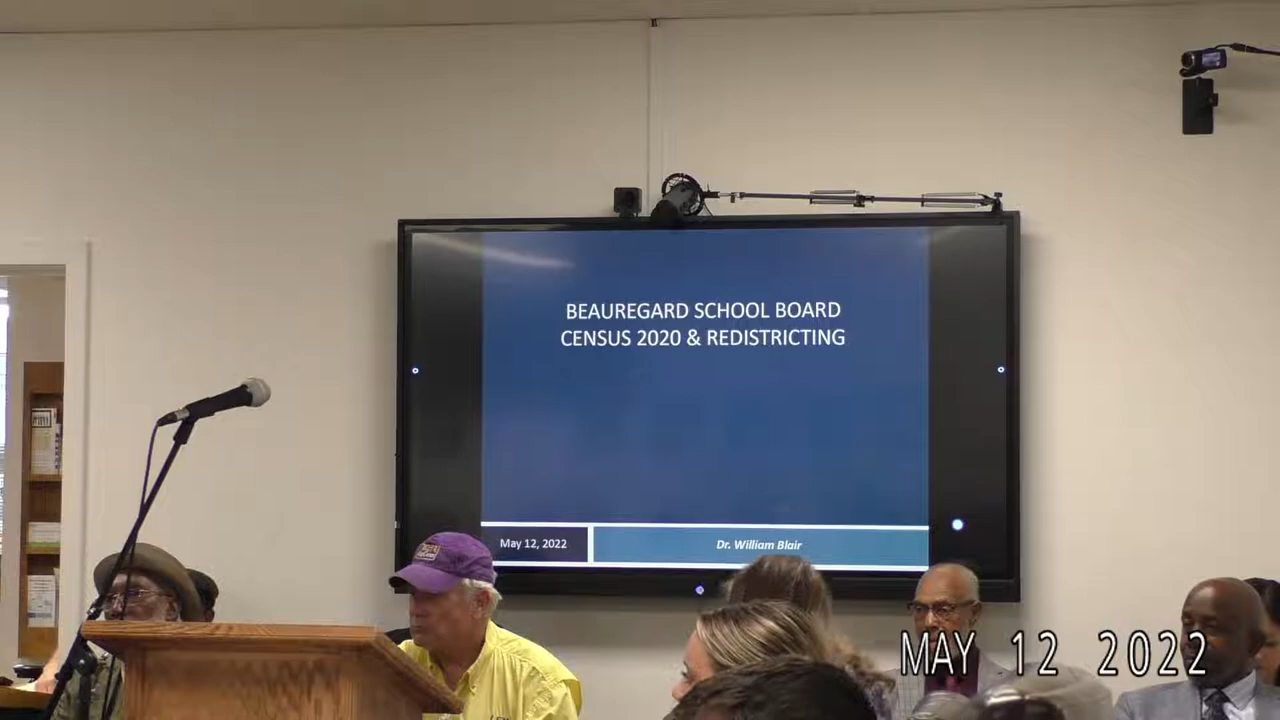 BEAUREGARD SCHOOL BOARD
CENSUS 2020 & REDISTRICTING
May 12, 2022
Dr. William Blair
MAY 12 2022